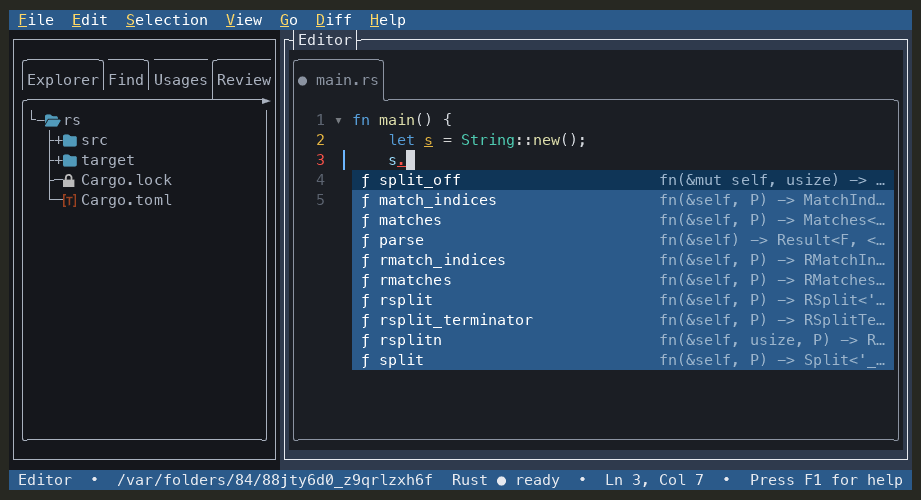 File Edit Selection View Go Diff Help
Editor
Explorer Find Usages Review
● main.rs
rs
src
target
Cargo.lock
[T] Cargo.toml
1 ▾ fn main() {
2 let s = String::new();
3 s.
4
5
ƒ split_off fn(&mut self, usize) -> …
ƒ match_indices fn(&self, P) -> MatchInd…
ƒ matches fn(&self, P) -> Matches<…
ƒ parse fn(&self) -> Result<F, <…
ƒ rmatch_indices fn(&self, P) -> RMatchIn…
ƒ rmatches fn(&self, P) -> RMatches…
ƒ rsplit fn(&self, P) -> RSplit<'…
ƒ rsplit_terminator fn(&self, P) -> RSplitTe…
ƒ rsplitn fn(&self, usize, P) -> R…
ƒ split fn(&self, P) -> Split<'_…
Editor • /var/folders/84/88jty6d0_z9qrlzxh6f Rust ● ready • Ln 3, Col 7 • Press F1 for help